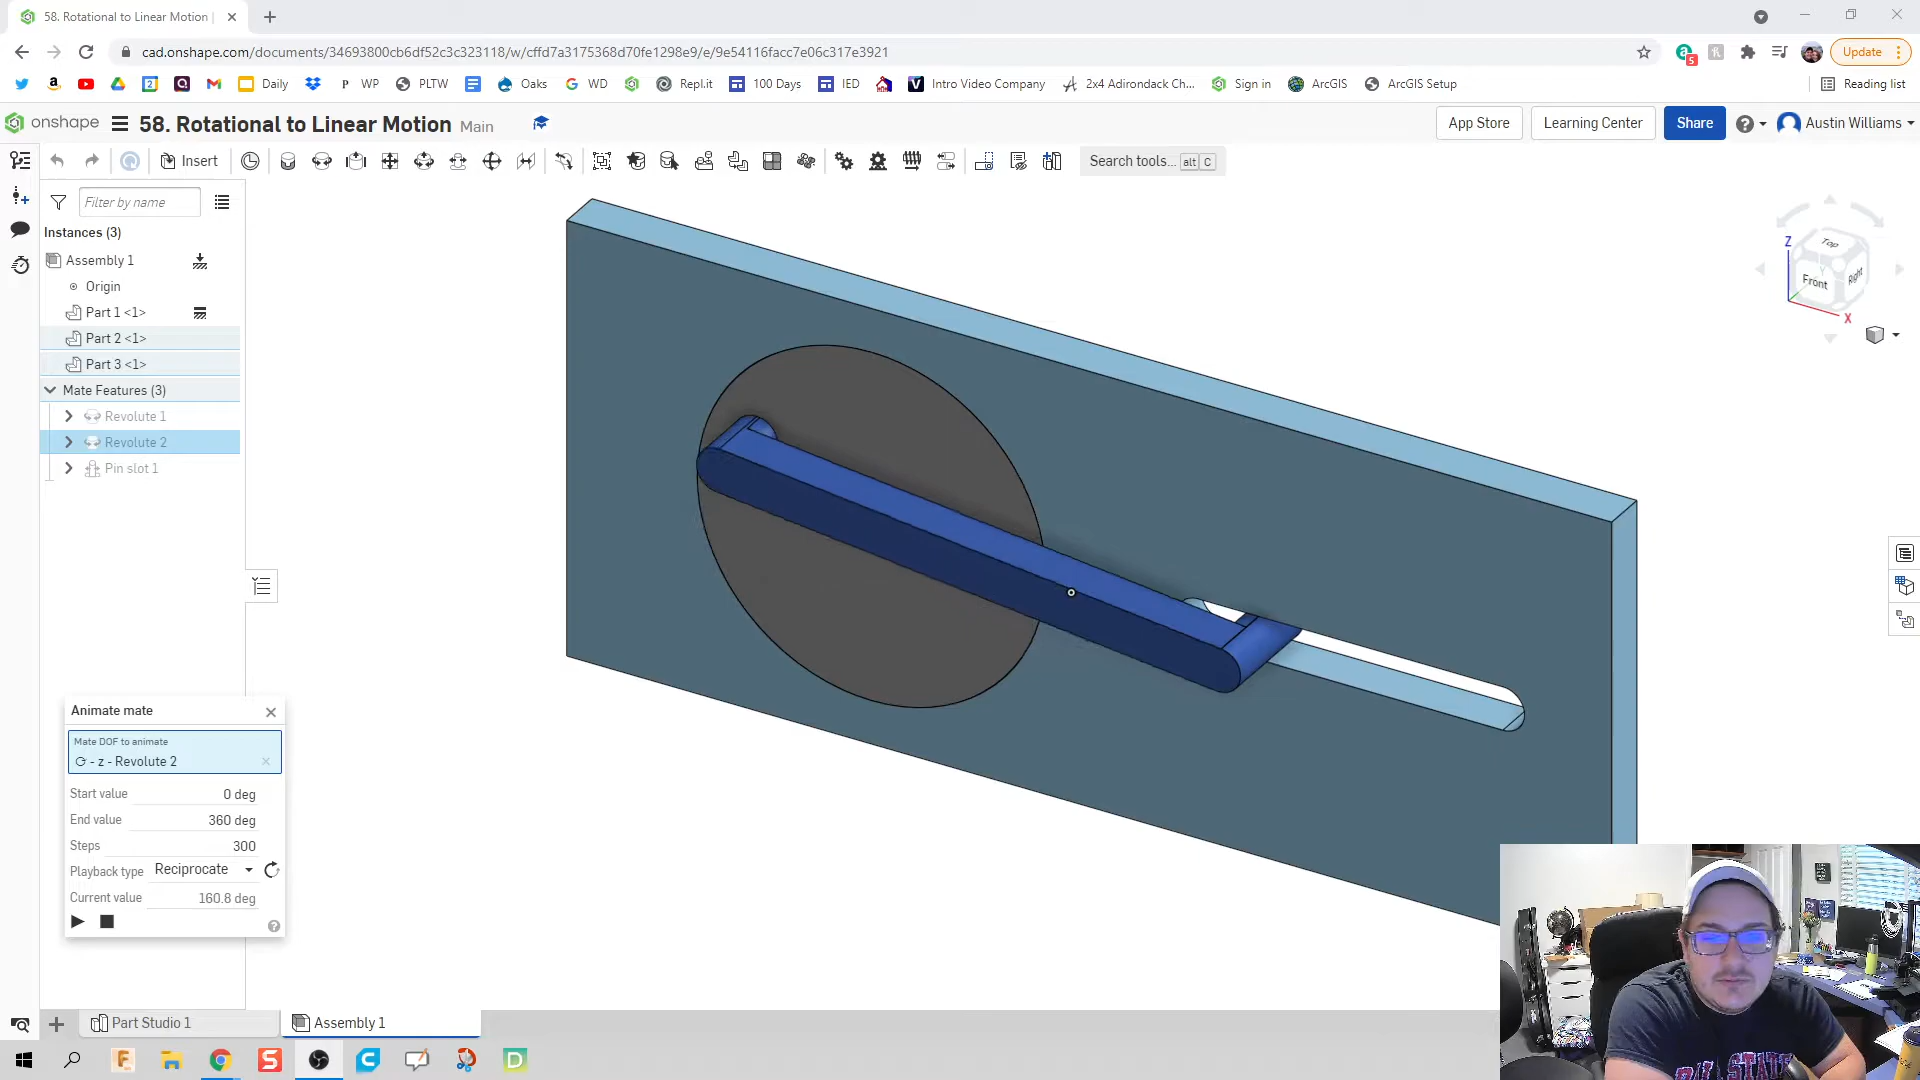 58. Rotational to Linear Motion |
cad.onshape.com/documents/34693800cb6df52c3c323118/w/cffd7a3175368d70fe1298e9/e/9e54116facc7e06c317e3921
5
Update
Daily
P WP
PLTW
Oaks
WD
Repl.it
100 Days
IED
Intro Video Company
2x4 Adirondack Ch...
Sign in
ArcGIS
ArcGIS Setup
Reading list
onshape
58. Rotational to Linear Motion Main
App Store
Learning Center
Share
Austin Williams
Insert
Search tools... alt C
Filter by name
Instances (3)
Assembly 1
Origin
Part 1 <1>
Part 2 <1>
Part 3 <1>
Mate Features (3)
Revolute 1
Revolute 2
Pin slot 1
Z
Top
Front
Right
X
Animate mate
Mate DOF to animate
- z - Revolute 2
Start value 0 deg
End value 360 deg
Steps 300
Playback type Reciprocate
Current value 160.8 deg
Part Studio 1
Assembly 1